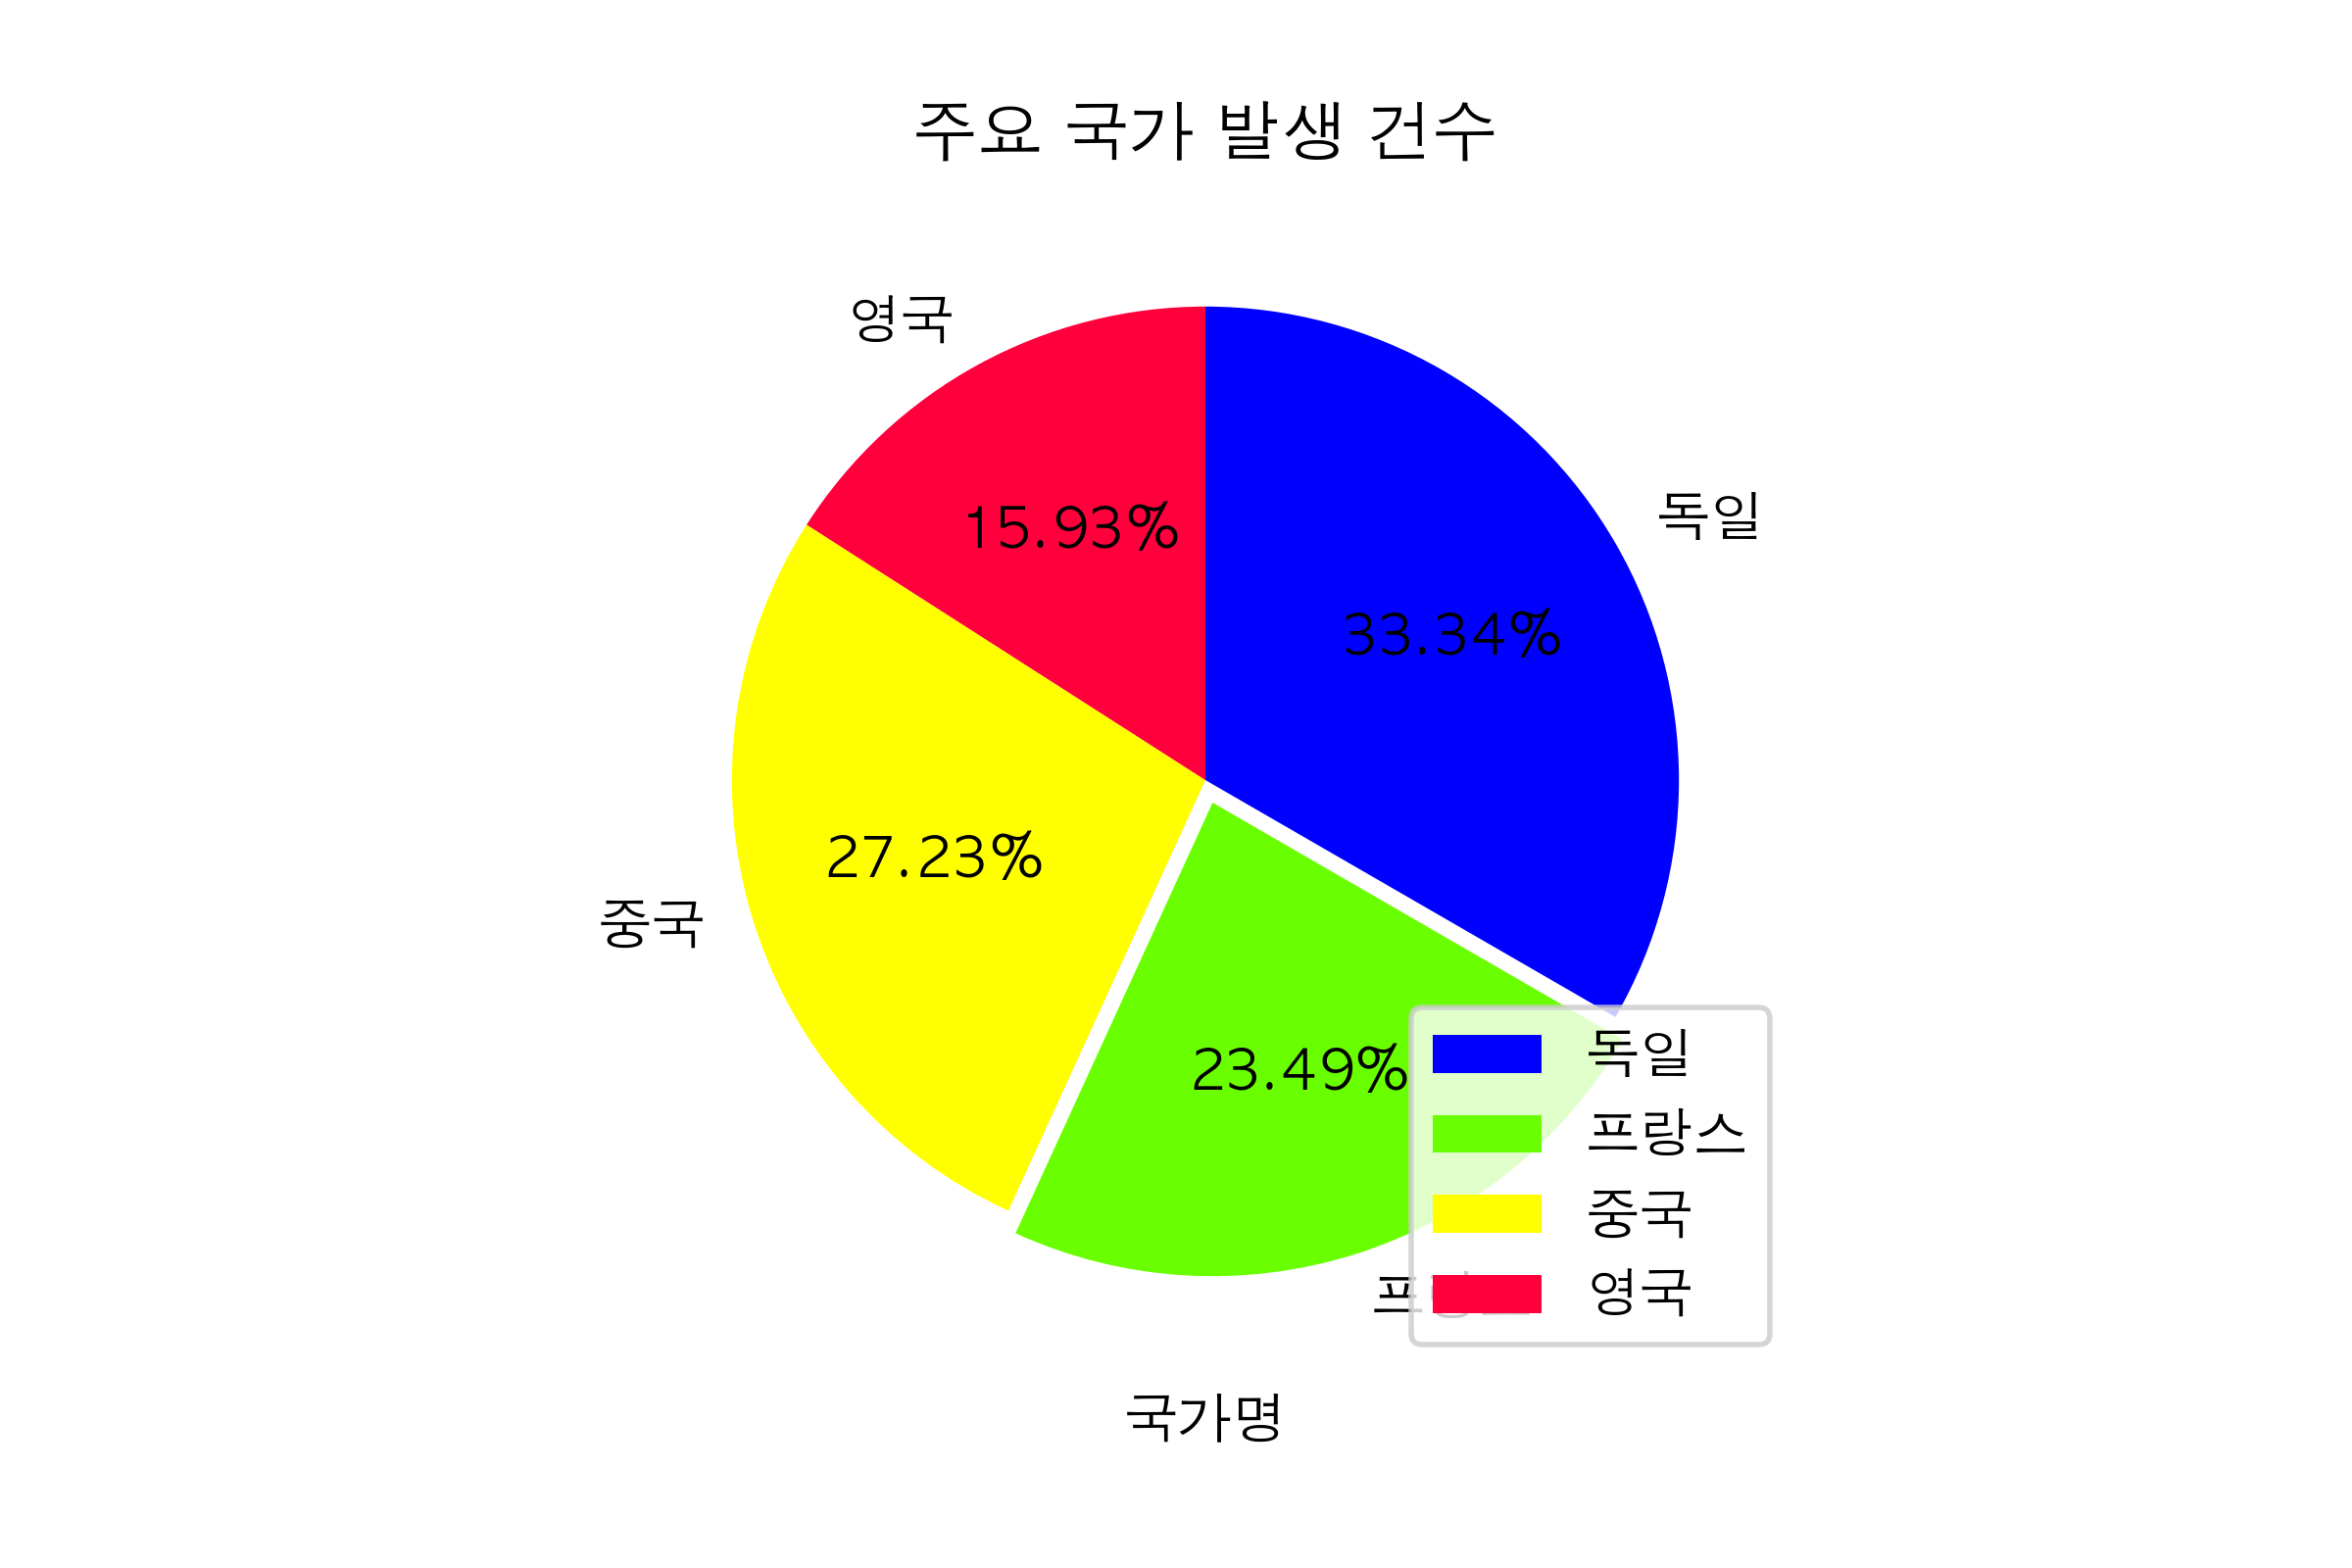 주요 국가 발생 건수
영국
독일
15.93%
33.34%
27.23%
중국
23.49%
독일
프랑스
중국
영국
국가명